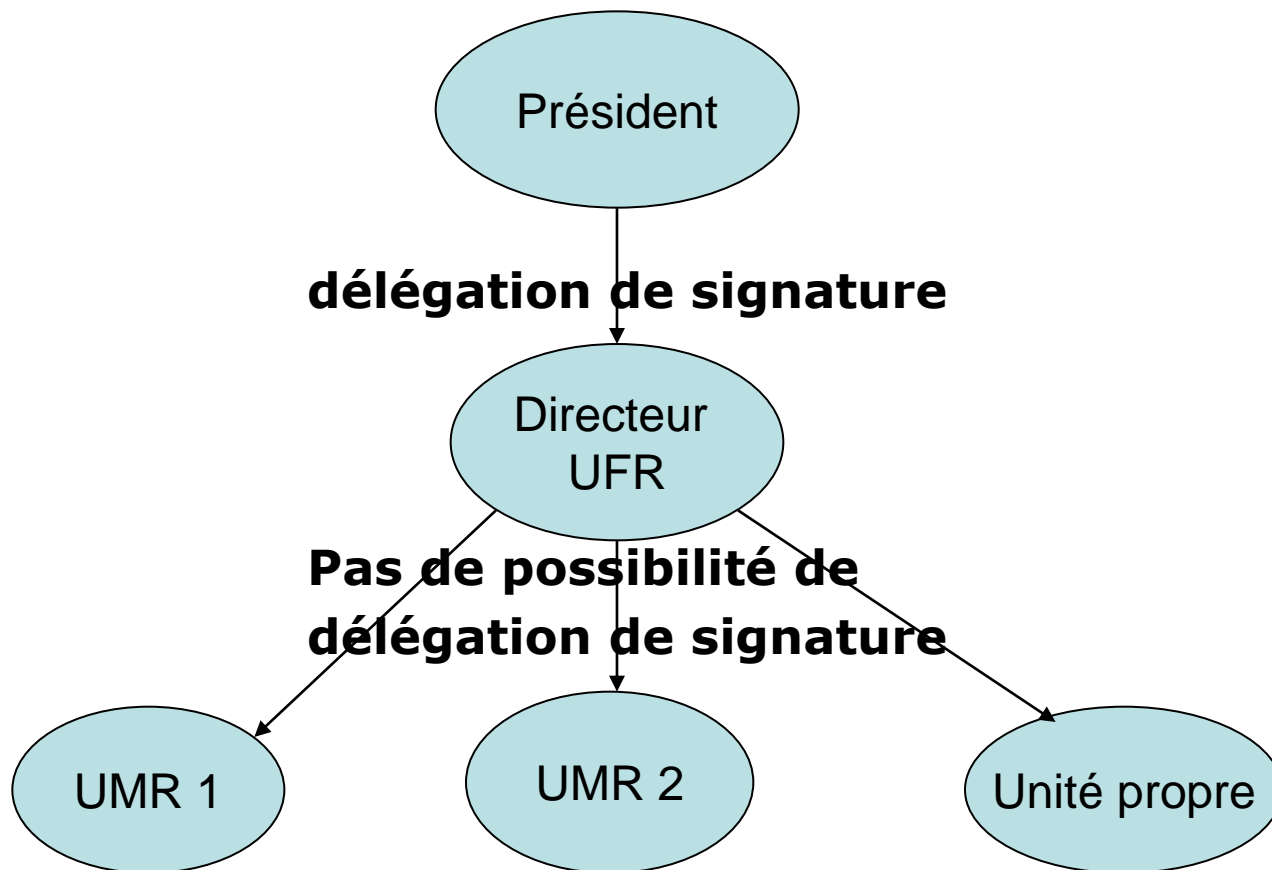 Président
délégation de signature
Directeur
UFR
Pas de possibilité de
délégation de signature
UMR 1
UMR 2
Unité propre